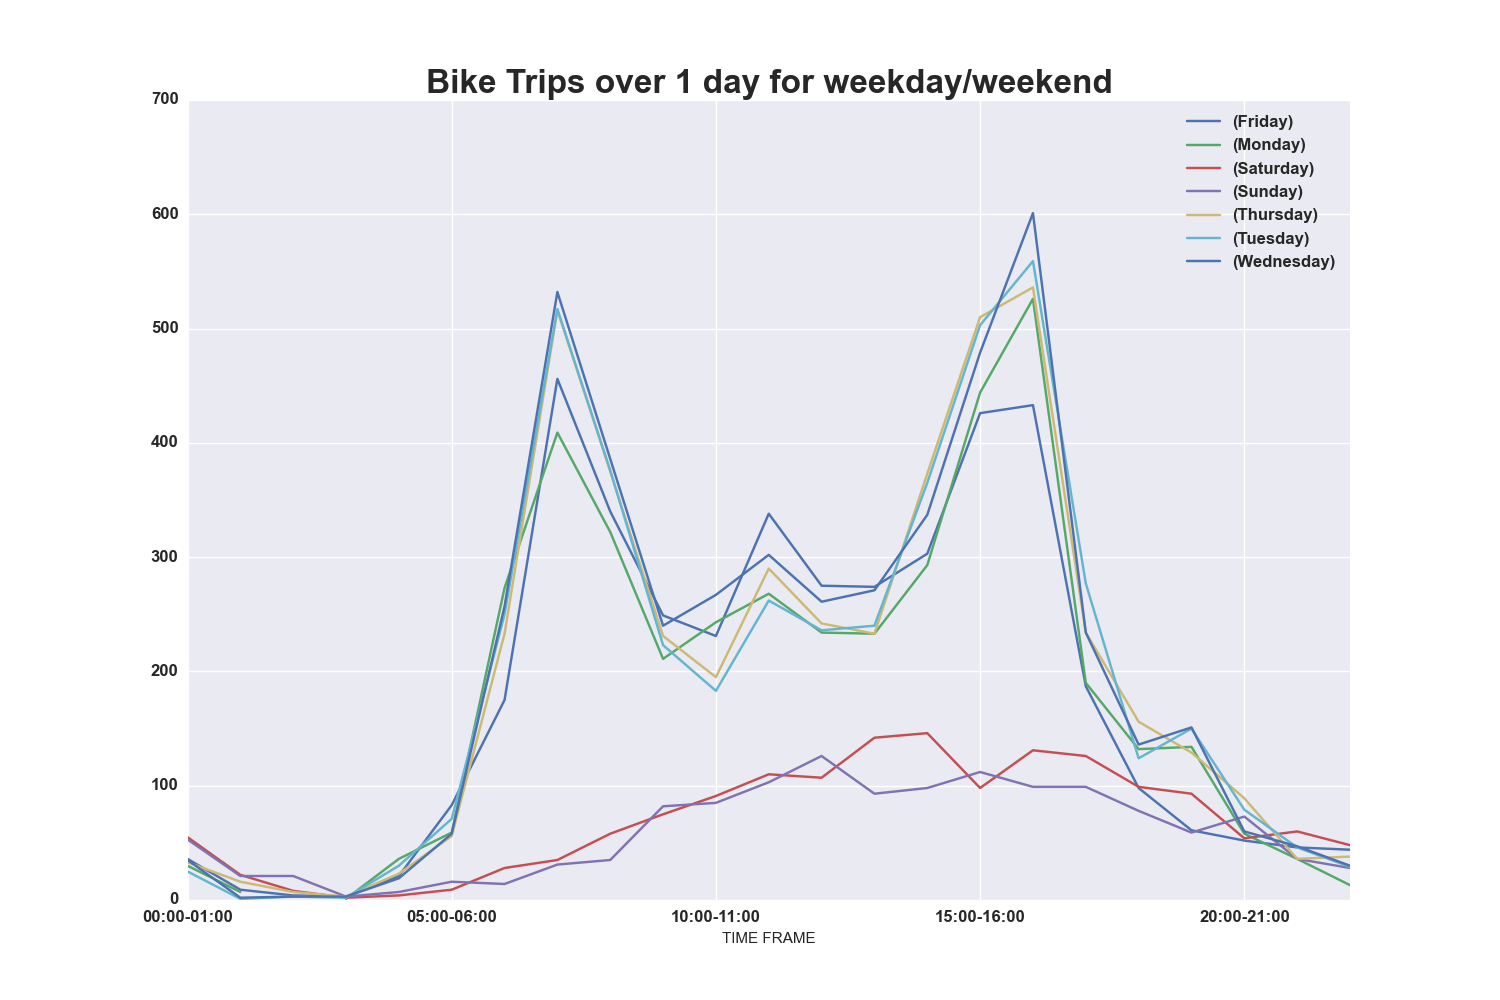 Bike Trips over 1 day for weekday/weekend
700
600
500
400
300
200
100
0
(Friday)
(Monday)
(Saturday)
(Sunday)
(Thursday)
(Tuesday)
(Wednesday)
00:00-01:00 05:00-06:00 10:00-11:00 15:00-16:00 20:00-21:00
TIME FRAME